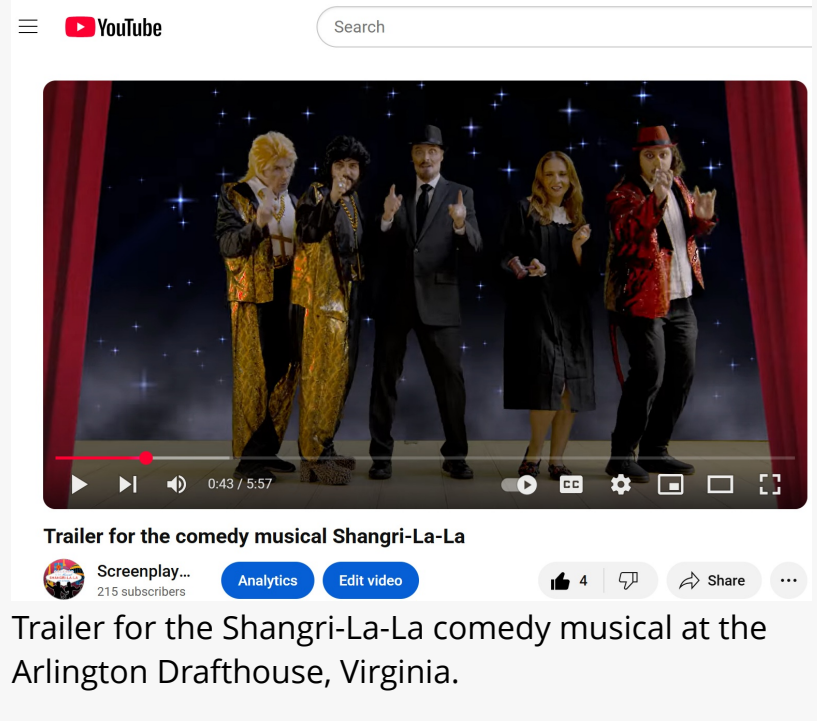 YouTube
Search
0:43 / 5:57
CC
Trailer for the comedy musical Shangri-La-La
Screenplay...
215 subscribers
Analytics
Edit video
4
Share
Trailer for the Shangri-La-La comedy musical at the
Arlington Drafthouse, Virginia.